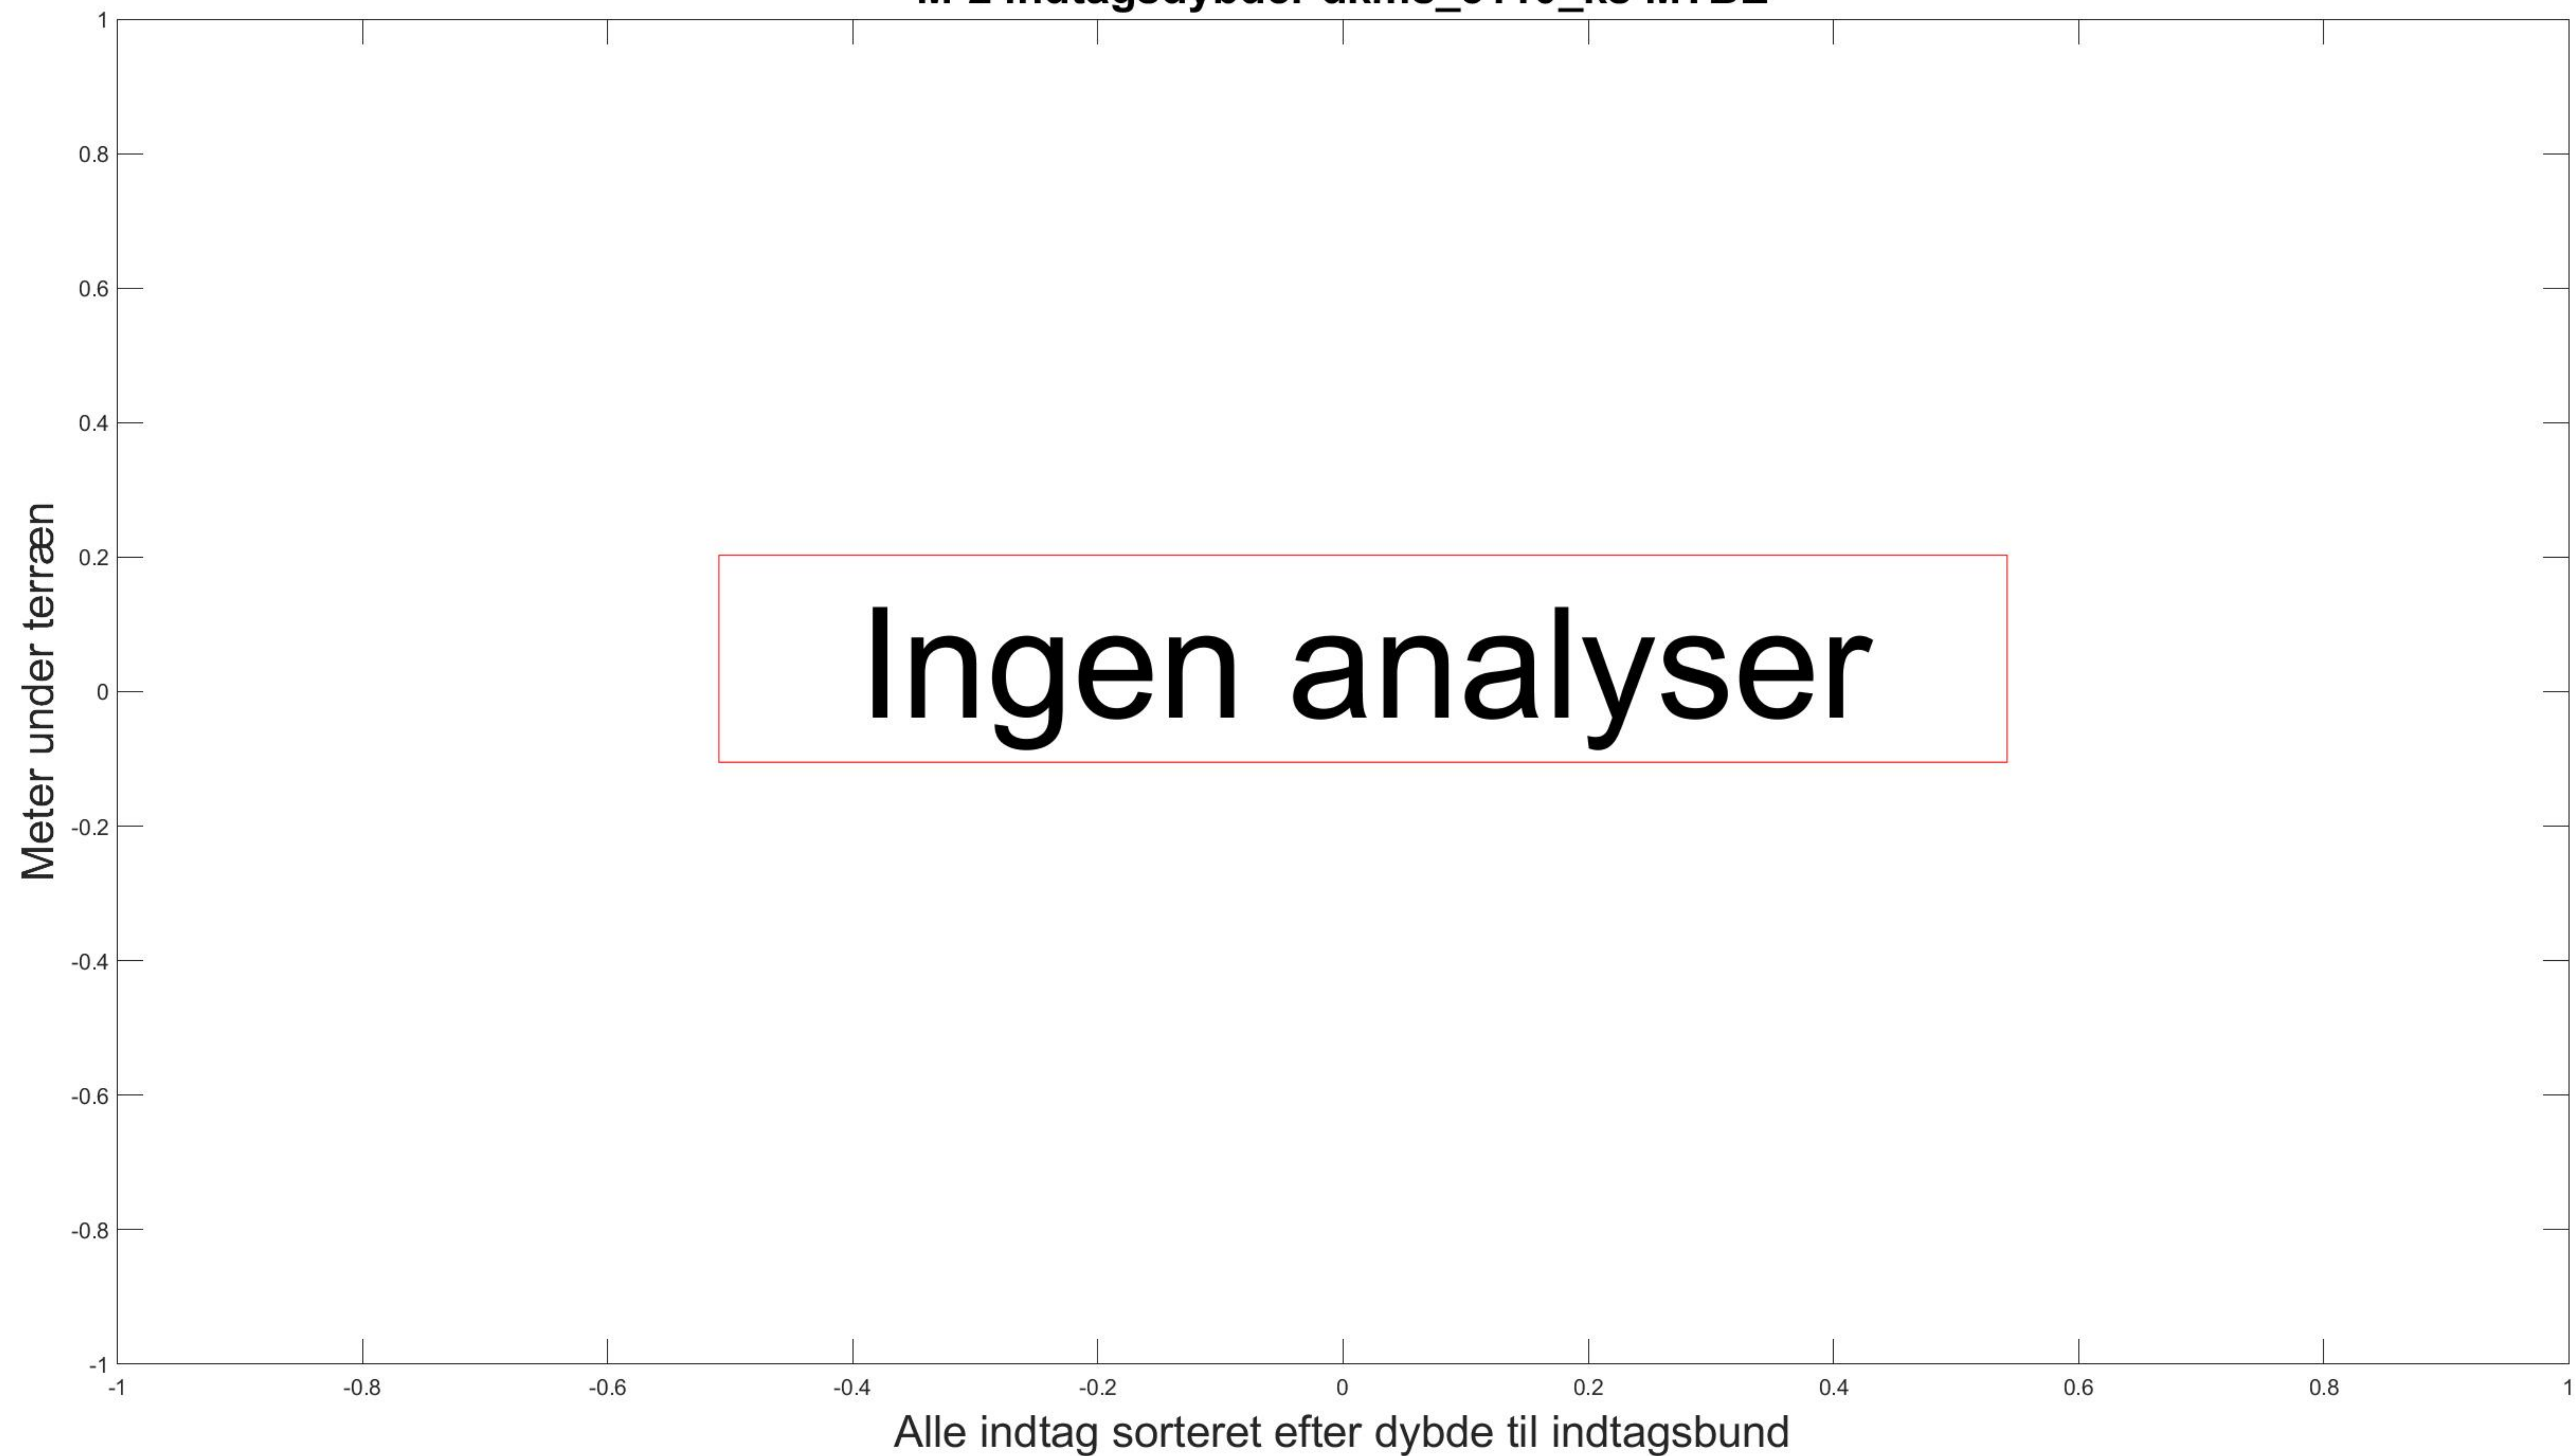 1
0.8
0.6
0.4
0.2
0
-0.2
-0.4
-0.6
-0.8
-1
Meter under terræn
Ingen analyser
-1 -0.8 -0.6 -0.4 -0.2 0 0.2 0.4 0.6 0.8 1
Alle indtag sorteret efter dybde til indtagsbund